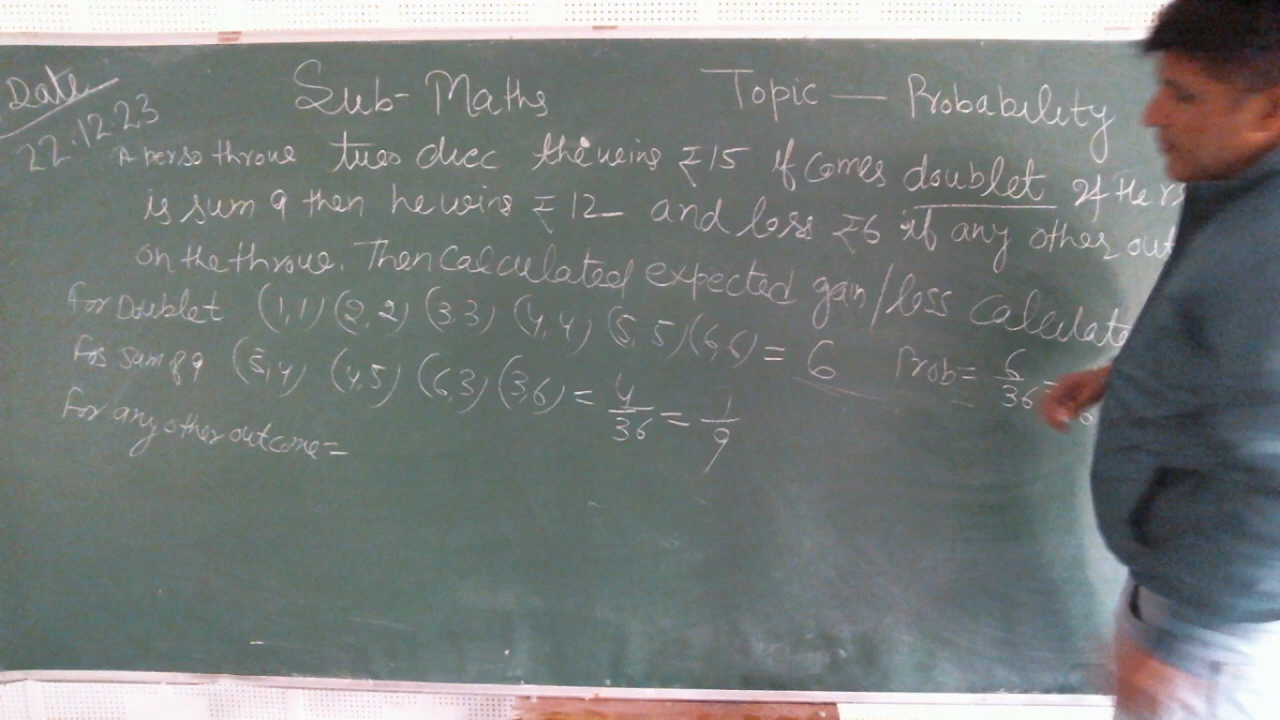 Date
22.12.23
Sub- Maths
Topic — Probability
A perso throue two dice the wins ₹15 if comes doublet if the
is sum 9 then he wins ₹12 and loss ₹6 if any other out
on the throue. Then calculated expected gain/loss calculate
for Doublet (1,1) (2,2) (3,3) (4,4) (5,5) (6,6) = 6 Prob = 6/36 =
for sum of 9 (5,4) (4,5) (6,3) (3,6) = 4/36 = 1/9
for any other outcome =